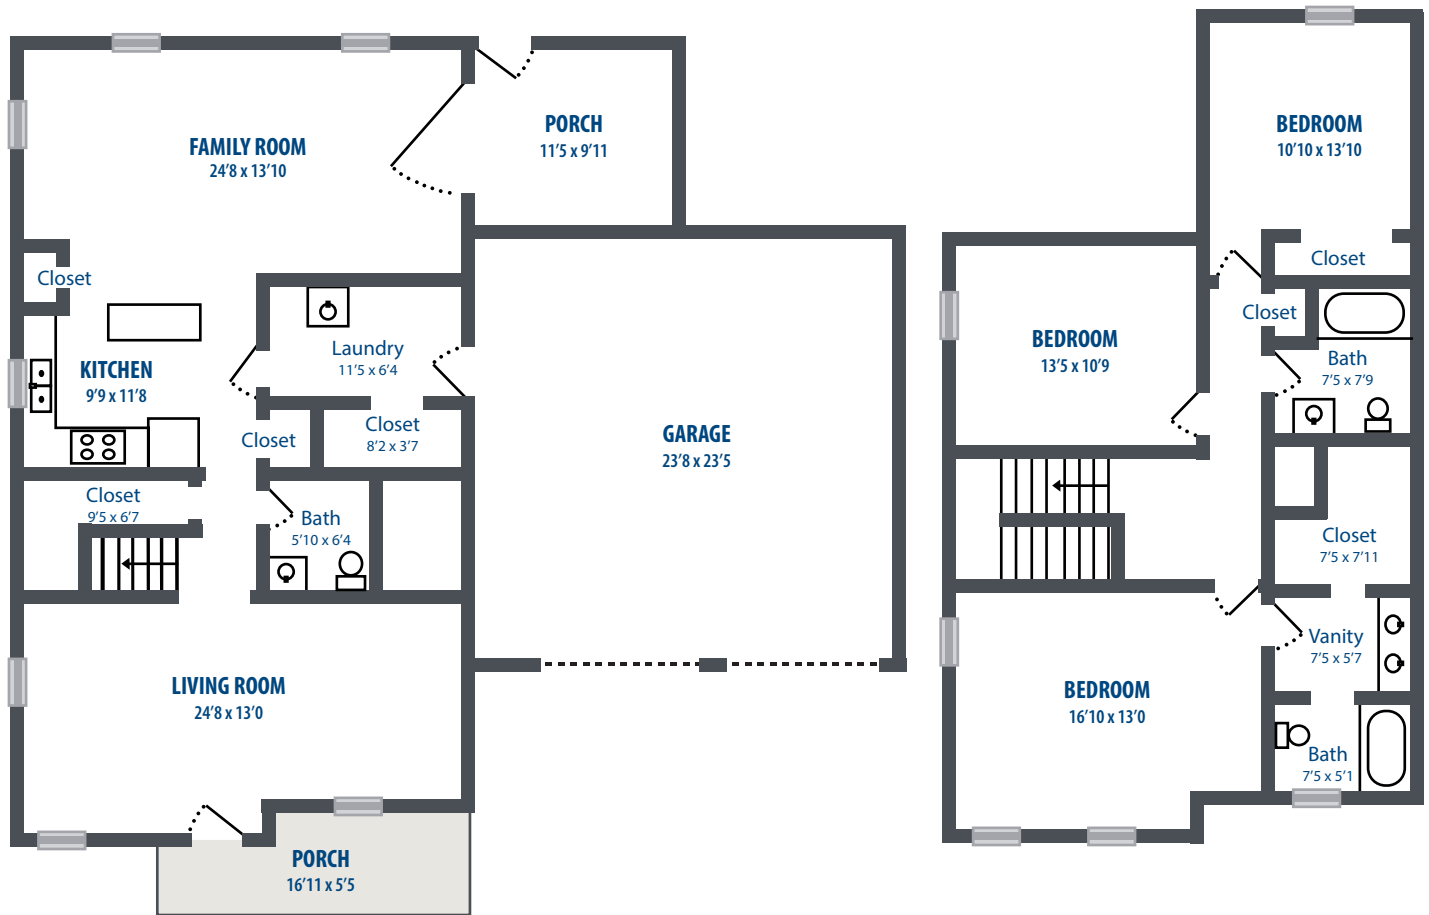 FAMILY ROOM
24'8 x 13'10
PORCH
11'5 x 9'11
Closet
KITCHEN
9'9 x 11'8
Laundry
11'5 x 6'4
Closet
Closet
8'2 x 3'7
GARAGE
23'8 x 23'5
Closet
9'5 x 6'7
Bath
5'10 x 6'4
LIVING ROOM
24'8 x 13'0
PORCH
16'11 x 5'5
BEDROOM
10'10 x 13'10
Closet
Closet
BEDROOM
13'5 x 10'9
Bath
7'5 x 7'9
Closet
7'5 x 7'11
Vanity
7'5 x 5'7
BEDROOM
16'10 x 13'0
Bath
7'5 x 5'1